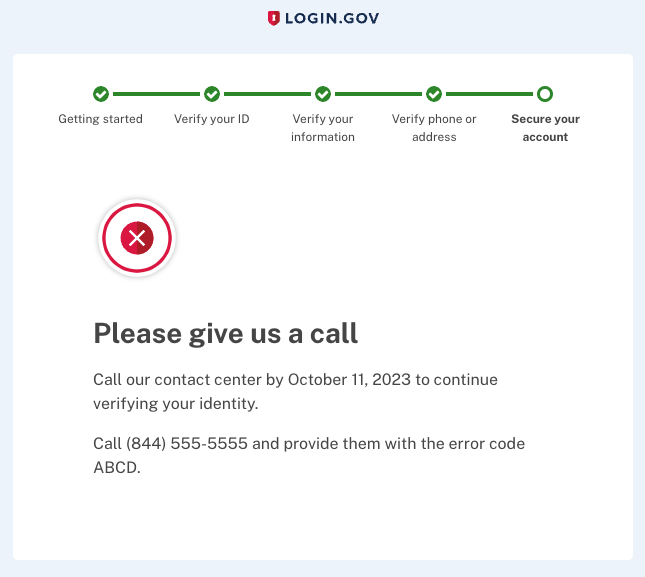 LOGIN.GOV
Getting started
Verify your ID
Verify your
information
Verify phone or
address
Secure your
account
Please give us a call
Call our contact center by October 11, 2023 to continue
verifying your identity.
Call (844) 555-5555 and provide them with the error code
ABCD.